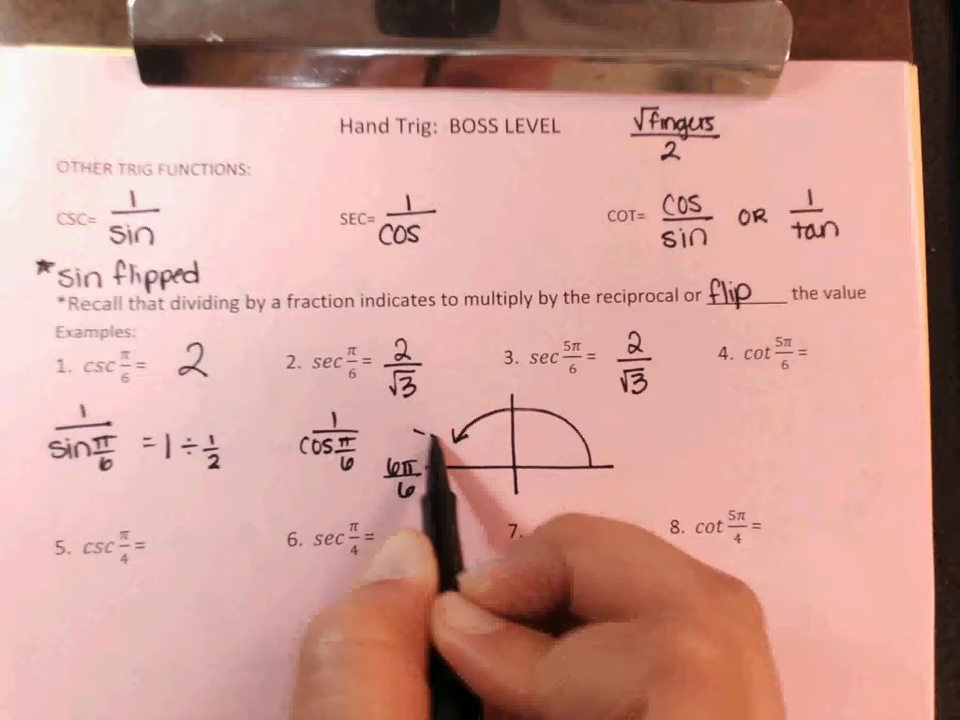 Hand Trig: BOSS LEVEL √fingers/2
OTHER TRIG FUNCTIONS:
CSC= 1/sin SEC= 1/cos COT= cos/sin OR 1/tan
*sin flipped
*Recall that dividing by a fraction indicates to multiply by the reciprocal or flip the value
Examples:
1. csc π/6 = 2 2. sec π/6 = 2/√3 3. sec 5π/6 = 2/√3 4. cot 5π/6 =
1/sin π/6 = 1 ÷ 1/2 1/cos π/6 6π/6
5. csc π/4 = 6. sec π/4 = 7. 8. cot 5π/4 =